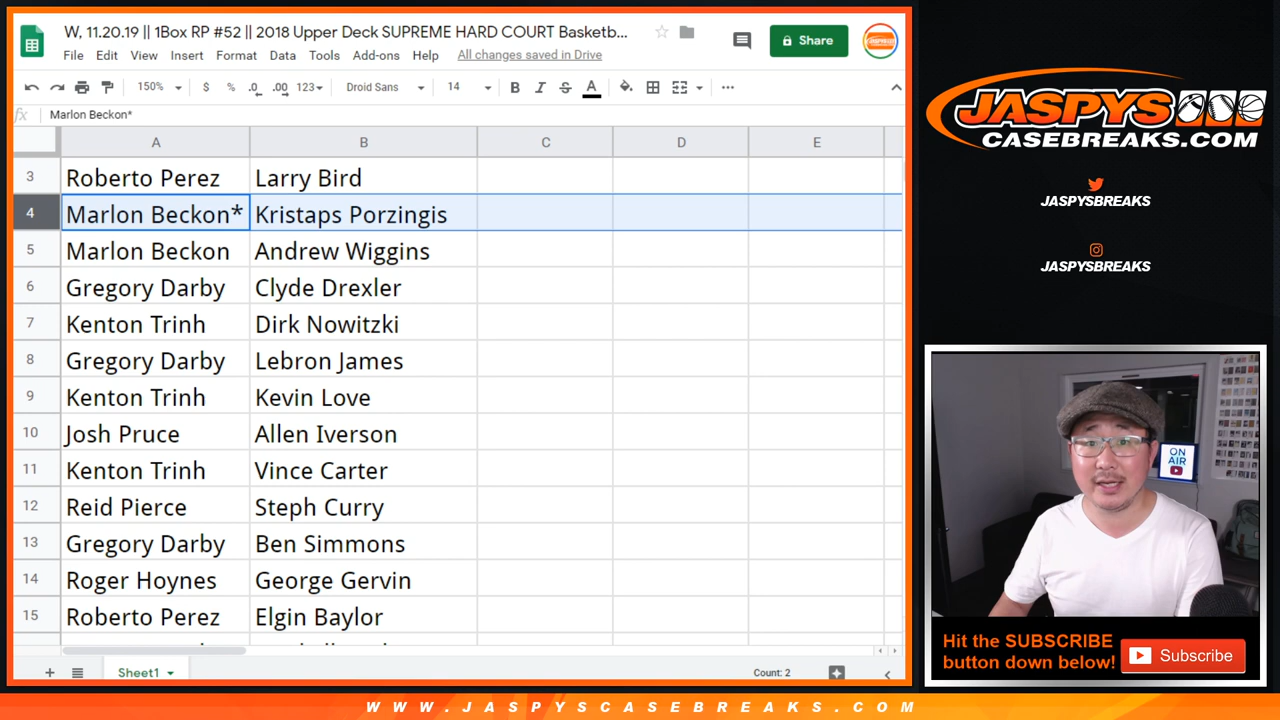 W, 11.20.19 || 1Box RP #52 || 2018 Upper Deck SUPREME HARD COURT Basketb...
File Edit View Insert Format Data Tools Add-ons Help All changes saved in Drive
Share
150% $ % .0 .00 123 Droid Sans 14 B I S A ...
fx Marlon Beckon*
A B C D E
3 Roberto Perez Larry Bird
4 Marlon Beckon* Kristaps Porzingis
5 Marlon Beckon Andrew Wiggins
6 Gregory Darby Clyde Drexler
7 Kenton Trinh Dirk Nowitzki
8 Gregory Darby Lebron James
9 Kenton Trinh Kevin Love
10 Josh Pruce Allen Iverson
11 Kenton Trinh Vince Carter
12 Reid Pierce Steph Curry
13 Gregory Darby Ben Simmons
14 Roger Hoynes George Gervin
15 Roberto Perez Elgin Baylor
Sheet1 Count: 2
JASPYS
CASEBREAKS.COM
JASPYSBREAKS
JASPYSBREAKS
ON
AIR
Hit the SUBSCRIBE
button down below!
Subscribe
WWW.JASPYSCASEBREAKS.COM